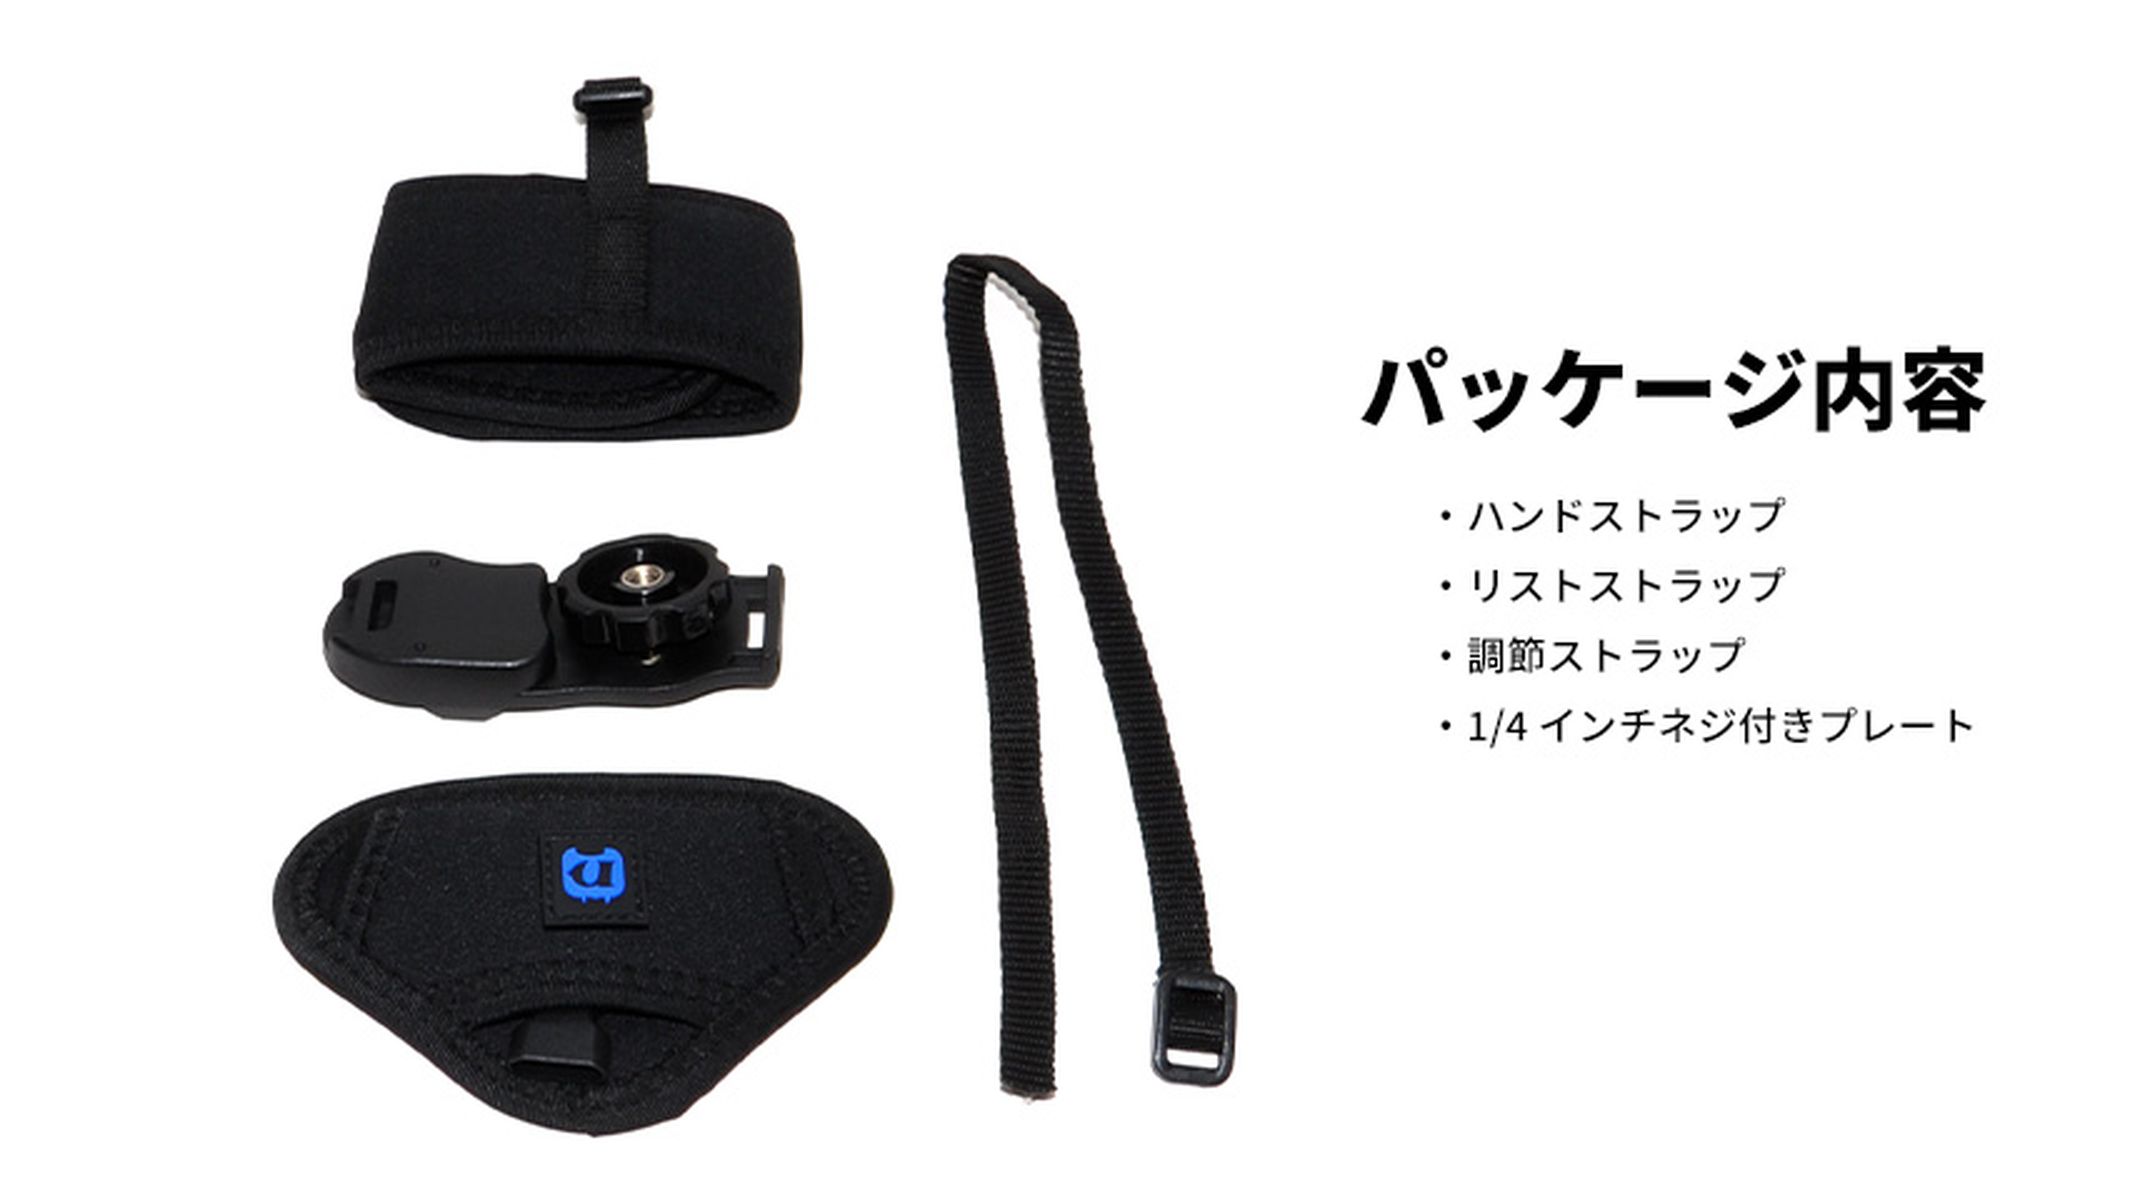 パッケージ内容
・ハンドストラップ
・リストストラップ
・調節ストラップ
・1/4 インチネジ付きプレート